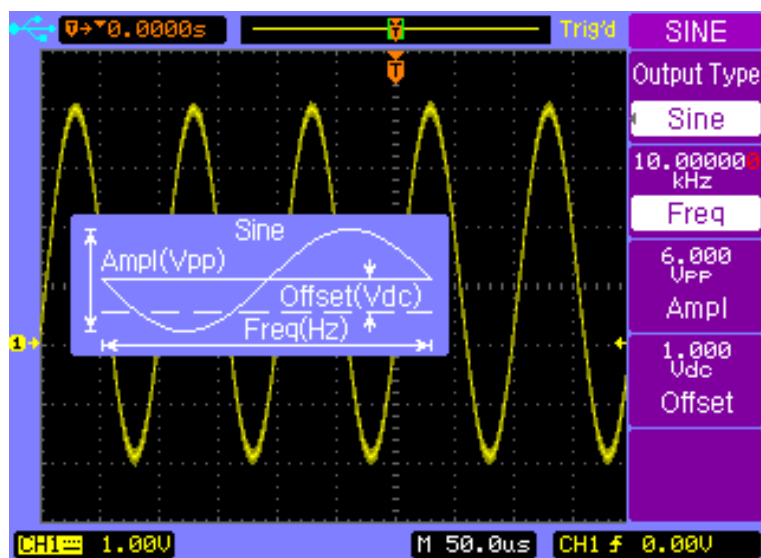 T→▼0.0000s T Trig'd SINE
T
Output Type
Sine
10.000000
kHz
Freq
6.000
VPP
Ampl
1.000
Vdc
Offset
Sine
Ampl(Vpp)
Offset(Vdc)
Freq(Hz)
1
CH1 1.00V M 50.0us CH1 0.00V